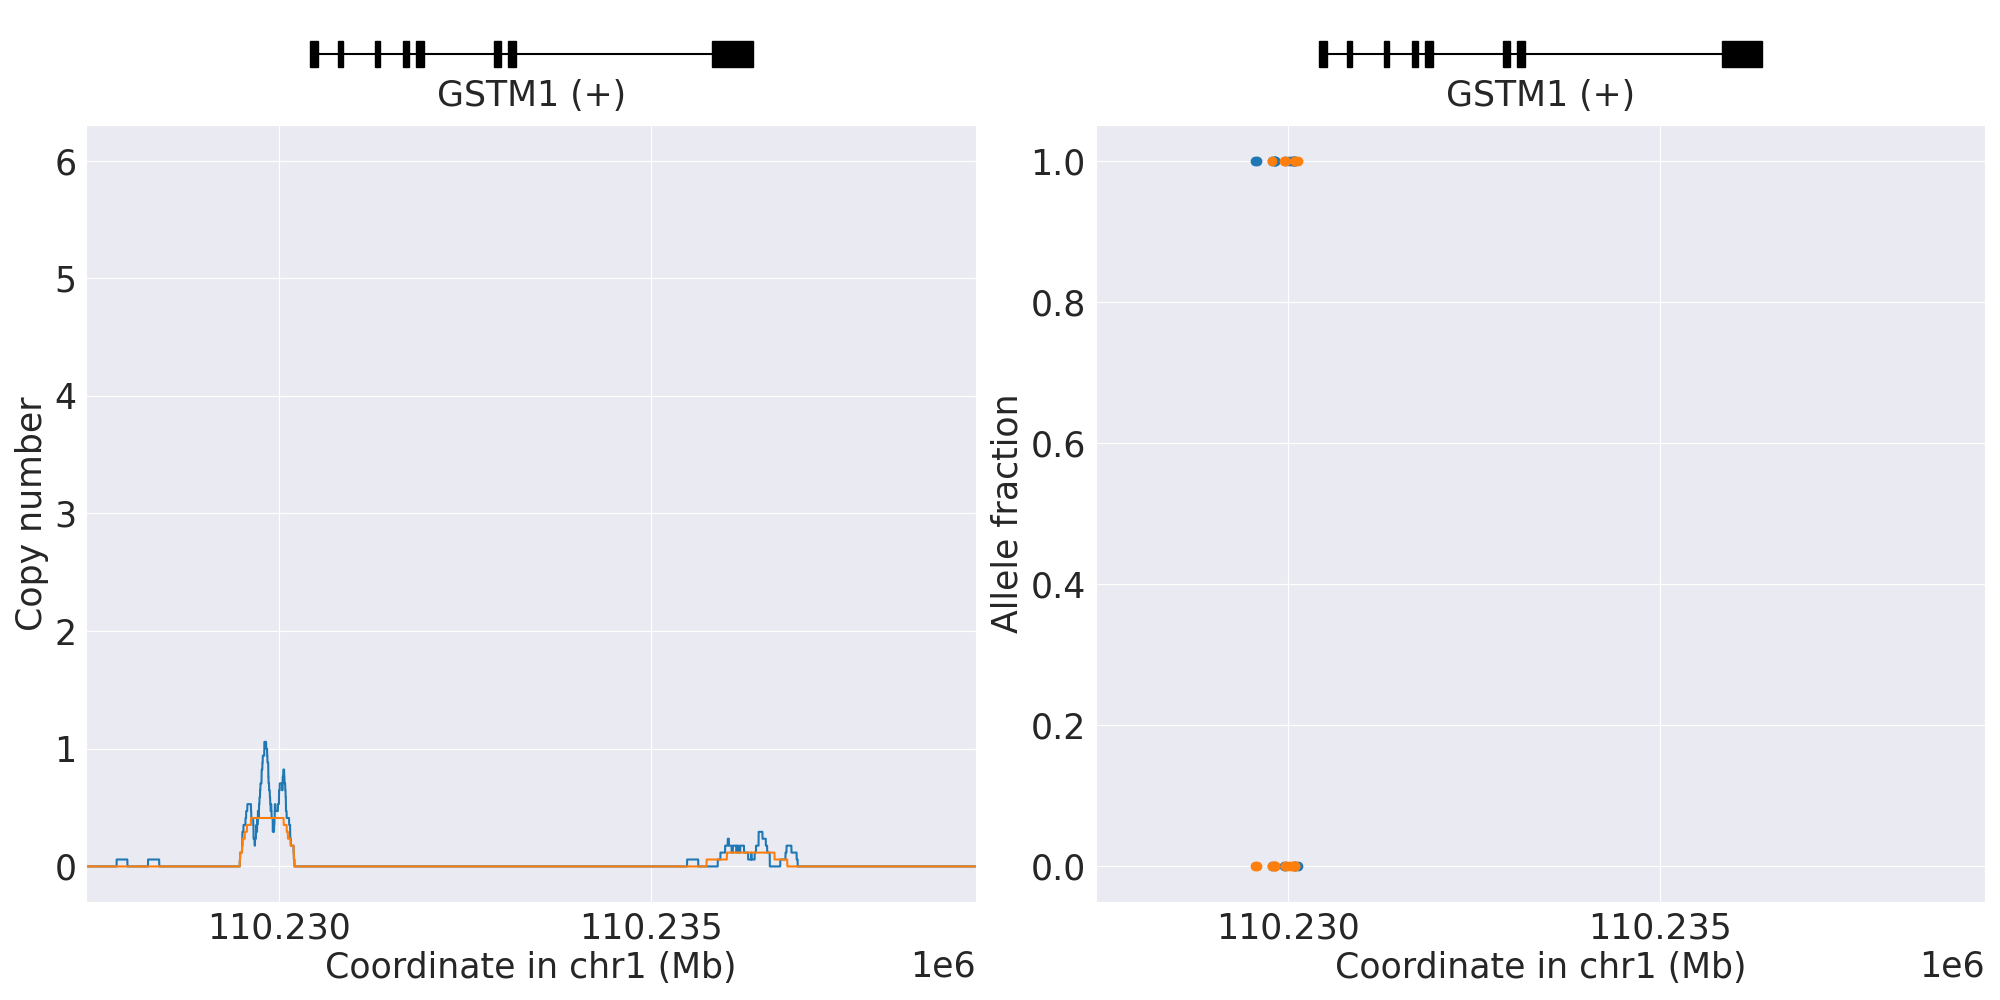 GSTM1 (+)
6
5
4
3
2
1
0
Copy number
110.230
110.235
Coordinate in chr1 (Mb)
1e6
GSTM1 (+)
1.0
0.8
0.6
0.4
0.2
0.0
Allele fraction
110.230
110.235
Coordinate in chr1 (Mb)
1e6